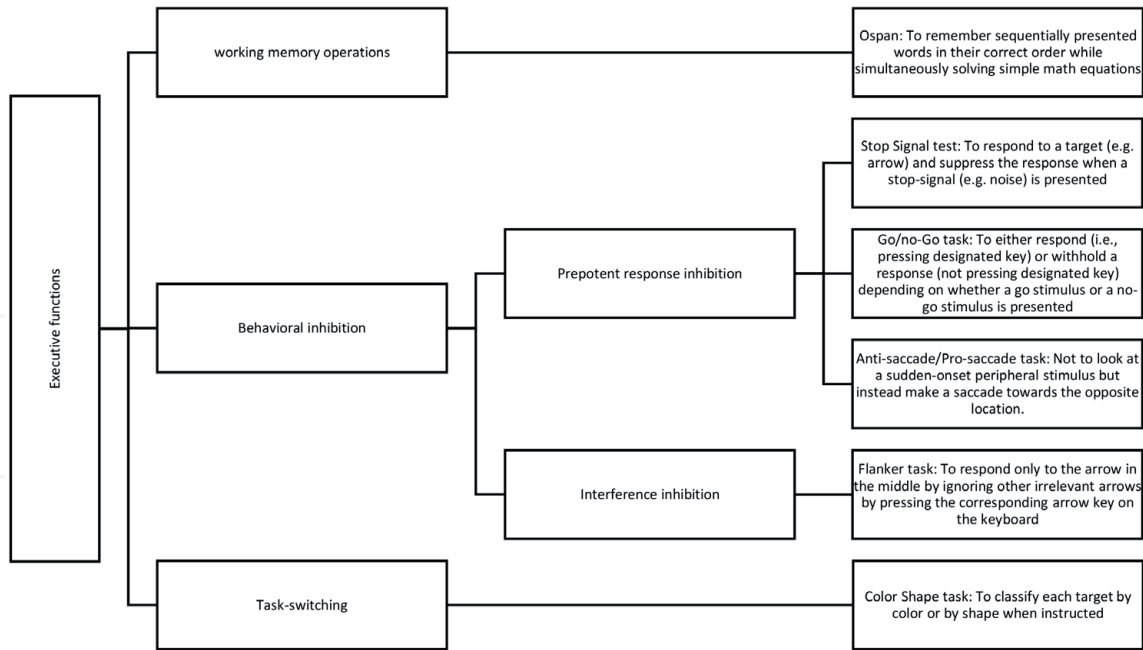 Executive functions
working memory operations
Ospan: To remember sequentially presented
words in their correct order while
simultaneously solving simple math equations
Behavioral inhibition
Prepotent response inhibition
Stop Signal test: To respond to a target (e.g.
arrow) and suppress the response when a
stop-signal (e.g. noise) is presented
Go/no-Go task: To either respond (i.e.,
pressing designated key) or withhold a
response (not pressing designated key)
depending on whether a go stimulus or a no-
go stimulus is presented
Anti-saccade/Pro-saccade task: Not to look at
a sudden-onset peripheral stimulus but
instead make a saccade towards the opposite
location.
Interference inhibition
Flanker task: To respond only to the arrow in
the middle by ignoring other irrelevant arrows
by pressing the corresponding arrow key on
the keyboard
Task-switching
Color Shape task: To classify each target by
color or by shape when instructed